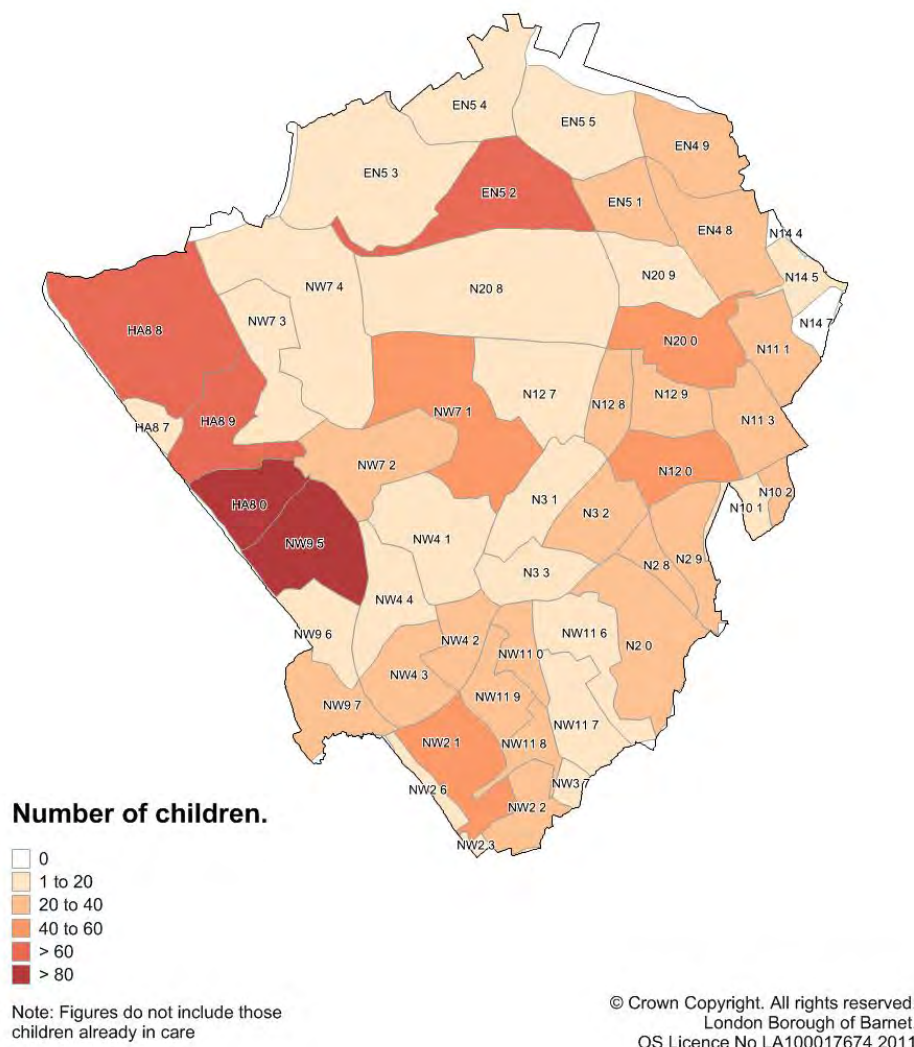 EN5 4
EN5 5
EN4 9
EN5 3
EN5 2
EN5 1
EN4 8
N14 4
N14 5
N14 7
NW7 4
N20 8
N20 9
HA8 8
NW7 3
N20 0
N11 1
HA8 7
HA8 9
NW7 1
N12 7
N12 8
N12 9
N11 3
NW7 2
N12 0
HA8 0
N3 1
N3 2
N10 1
N10 2
NW9 5
NW4 1
N2 8
N2 9
N3 3
NW4 4
NW9 6
NW4 2
NW11 0
NW11 6
N2 0
NW4 3
NW9 7
NW11 9
NW11 7
NW2 1
NW11 8
NW2 6
NW3 7
NW2 2
NW2 3
Number of children.
0
1 to 20
20 to 40
40 to 60
> 60
> 80
Note: Figures do not include those
children already in care
© Crown Copyright. All rights reserved
London Borough of Barnet
OS Licence No LA100017674 2011